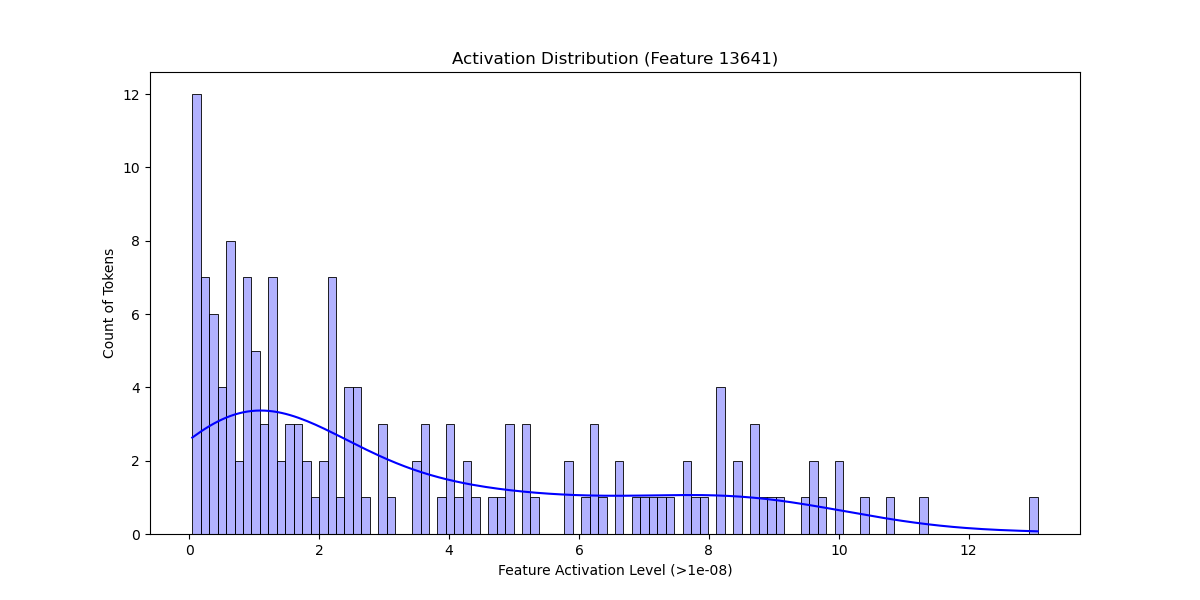 Activation Distribution (Feature 13641)
12
10
8
6
4
2
0
Count of Tokens
0 2 4 6 8 10 12
Feature Activation Level (>1e-08)